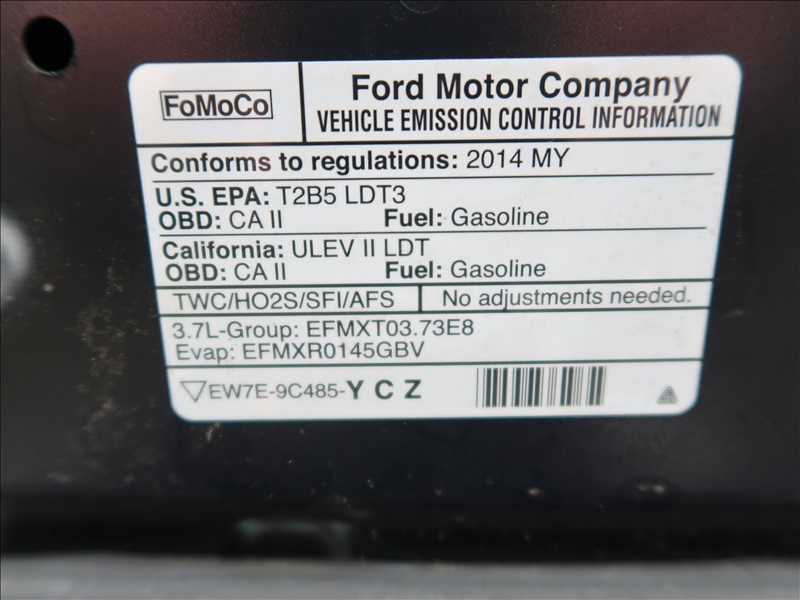 FoMoCo
Ford Motor Company
VEHICLE EMISSION CONTROL INFORMATION
Conforms to regulations: 2014 MY
U.S. EPA: T2B5 LDT3
OBD: CA II Fuel: Gasoline
California: ULEV II LDT
OBD: CA II Fuel: Gasoline
TWC/HO2S/SFI/AFS No adjustments needed.
3.7L-Group: EFMXT03.73E8
Evap: EFMXR0145GBV
EW7E-9C485-Y C Z